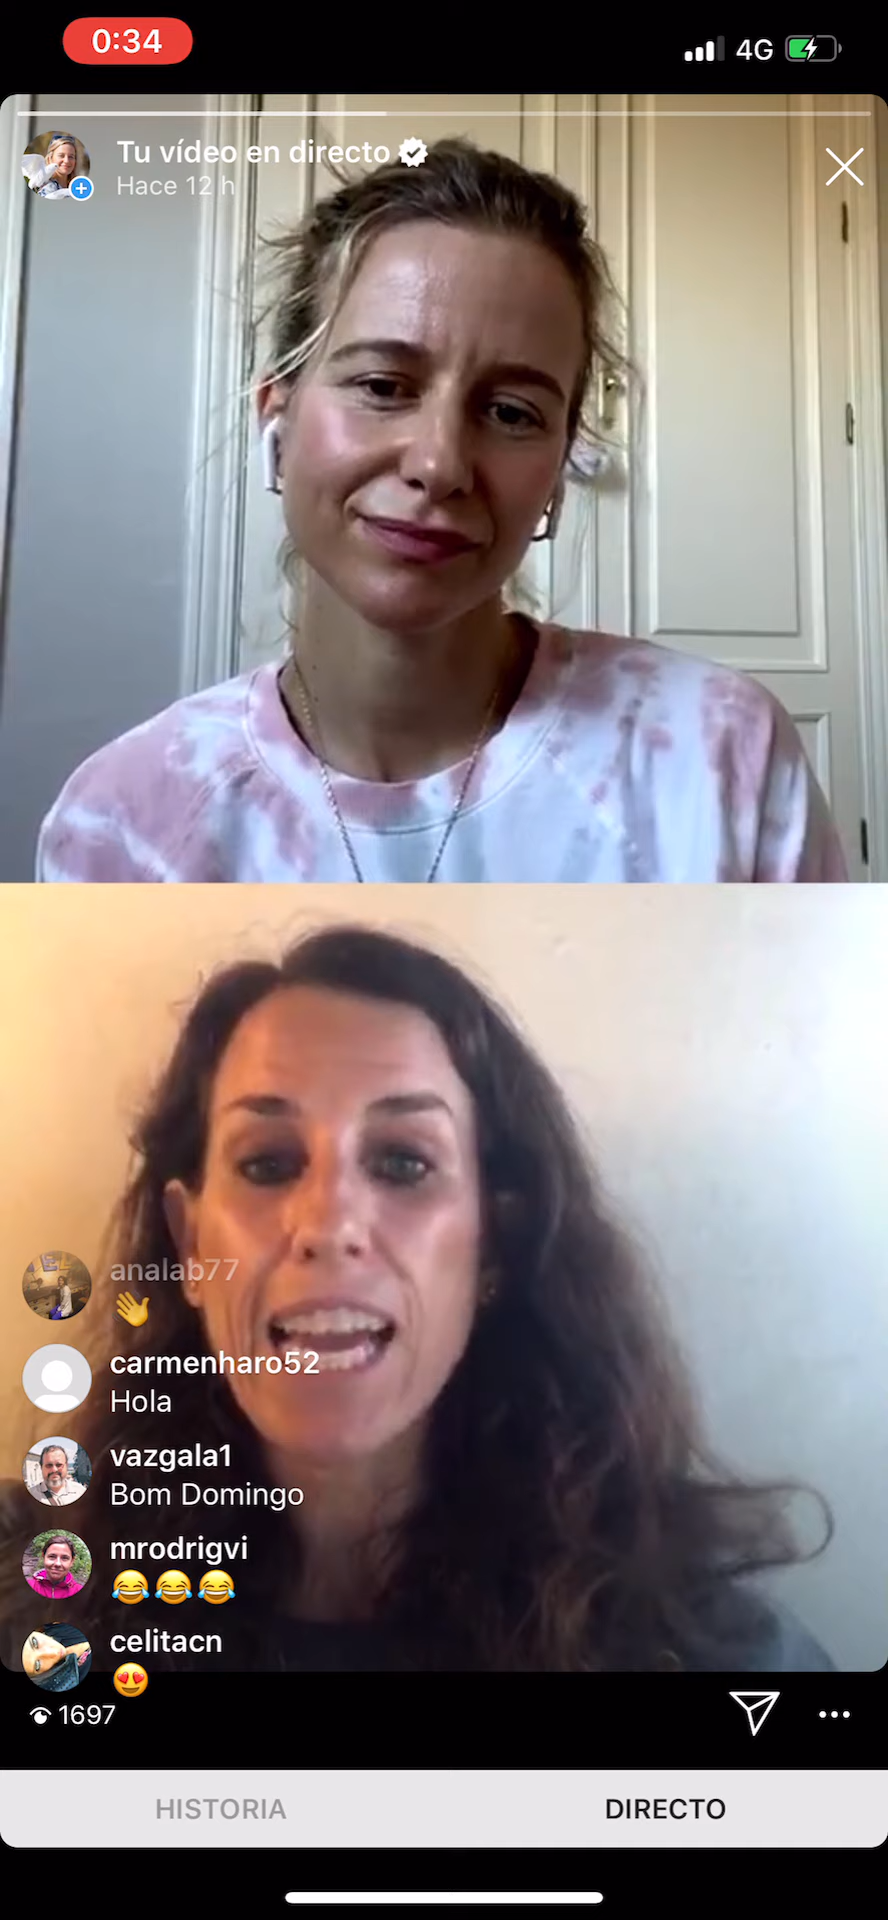 0:34
4G
Tu vídeo en directo
Hace 12 h
analab77
👋
carmenharo52
Hola
vazgala1
Bom Domingo
mrodrigvi
😂😂😂
celitacn
😍
1697
HISTORIA
DIRECTO